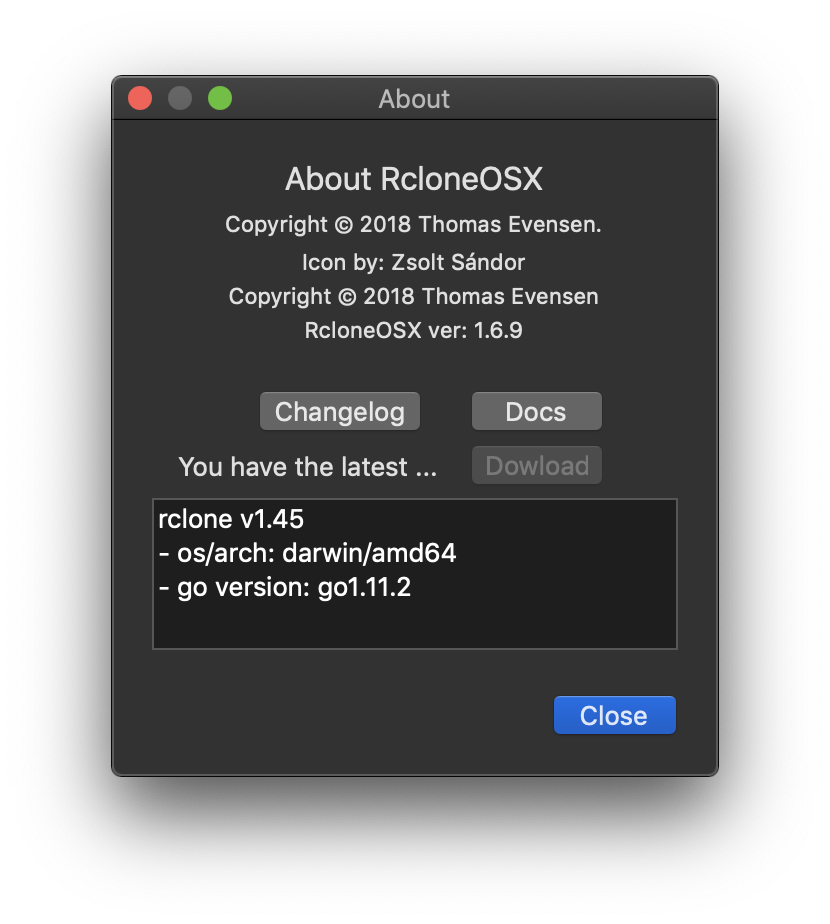 About
About RcloneOSX
Copyright © 2018 Thomas Evensen.
Icon by: Zsolt Sándor
Copyright © 2018 Thomas Evensen
RcloneOSX ver: 1.6.9
Changelog Docs
You have the latest ... Dowload
rclone v1.45
- os/arch: darwin/amd64
- go version: go1.11.2
Close